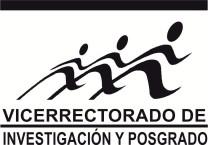 VICERRECTORADO DE
INVESTIGACIÓN Y POSGRADO